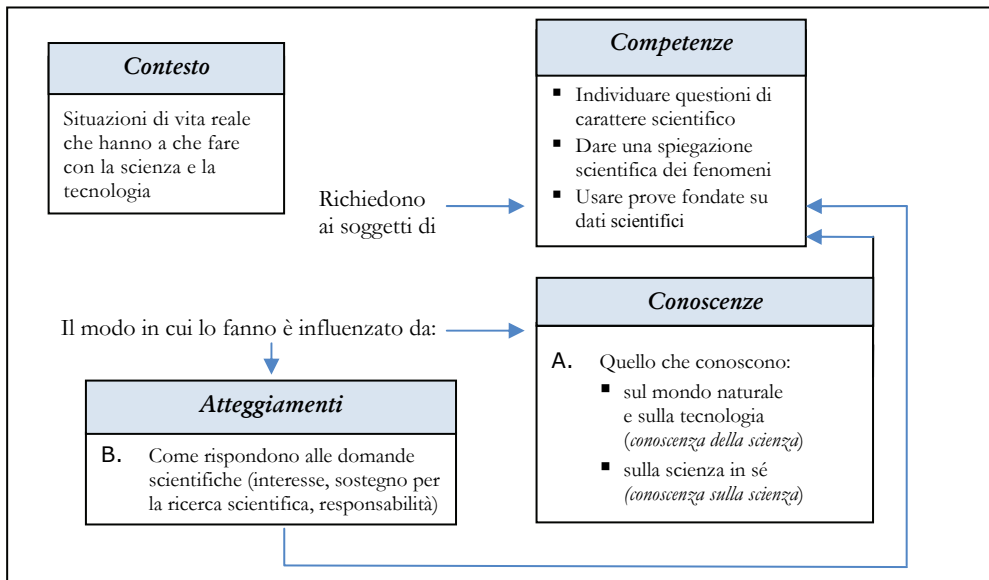 Contesto
Situazioni di vita reale
che hanno a che fare
con la scienza e la
tecnologia
Richiedono
ai soggetti di
Competenze
▪ Individuare questioni di
carattere scientifico
▪ Dare una spiegazione
scientifica dei fenomeni
▪ Usare prove fondate su
dati scientifici
Il modo in cui lo fanno è influenzato da:
Atteggiamenti
B. Come rispondono alle domande
scientifiche (interesse, sostegno per
la ricerca scientifica, responsabilità)
Conoscenze
A. Quello che conoscono:
▪ sul mondo naturale
e sulla tecnologia
(conoscenza della scienza)
▪ sulla scienza in sé
(conoscenza sulla scienza)